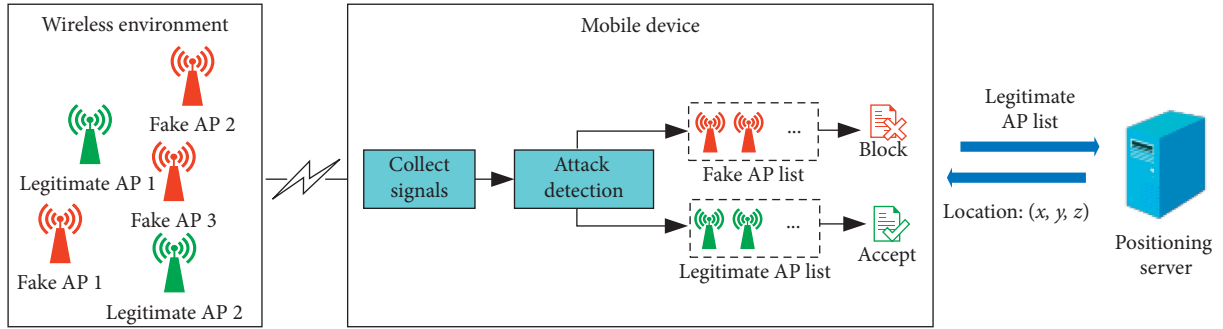 Wireless environment
Fake AP 2
Legitimate AP 1
Fake AP 3
Fake AP 1
Legitimate AP 2
Mobile device
Collect
signals
Attack
detection
...
Fake AP list
Block
...
Legitimate AP list
Accept
Legitimate
AP list
Location: (x, y, z)
Positioning
server